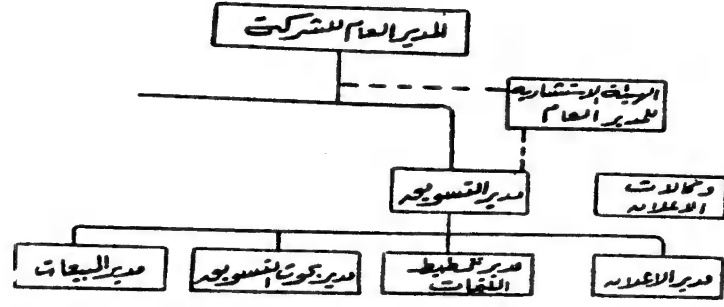 المدير العام للشركة
الهيئة الاستشارية
للمدير العام
مدير التسويق
وكالات
الاعلان
مدير الاعلان
مدير تخطيط
المنتجات
مدير بحوث التسويق
مدير المبيعات